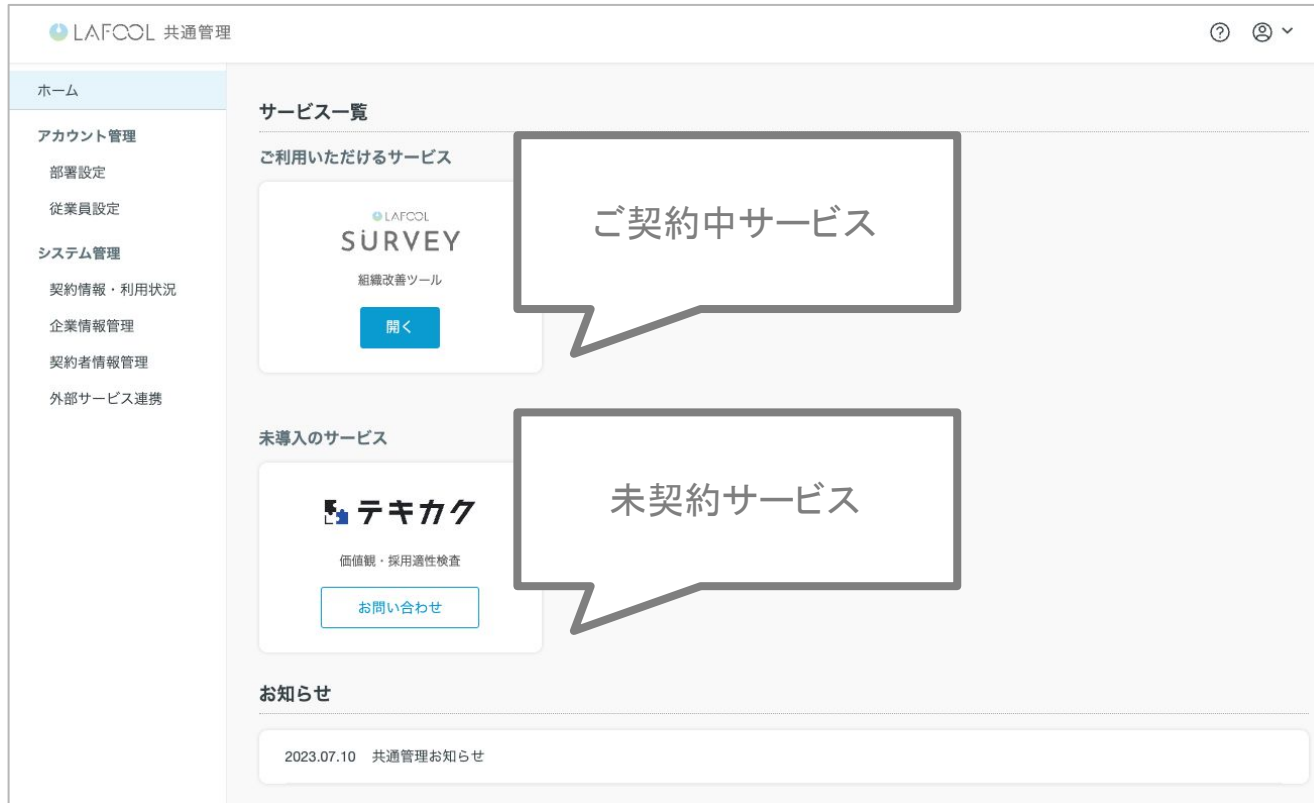 LAFOOL 共通管理
ホーム
アカウント管理
部署設定
従業員設定
システム管理
契約情報・利用状況
企業情報管理
契約者情報管理
外部サービス連携
サービス一覧
ご利用いただけるサービス
LAFOOL
SURVEY
組織改善ツール
開く
ご契約中サービス
未導入のサービス
テキカク
価値観・採用適性検査
お問い合わせ
未契約サービス
お知らせ
2023.07.10 共通管理お知らせ